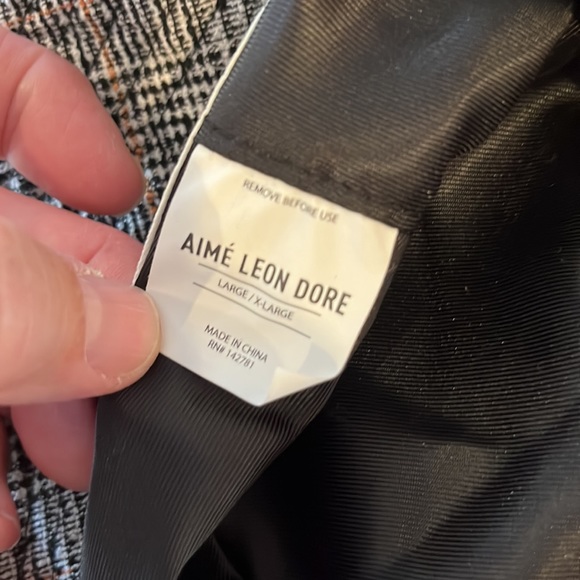 REMOVE BEFORE USE
AIMÉ LEON DORE
LARGE / X-LARGE
MADE IN CHINA
RN# 142781